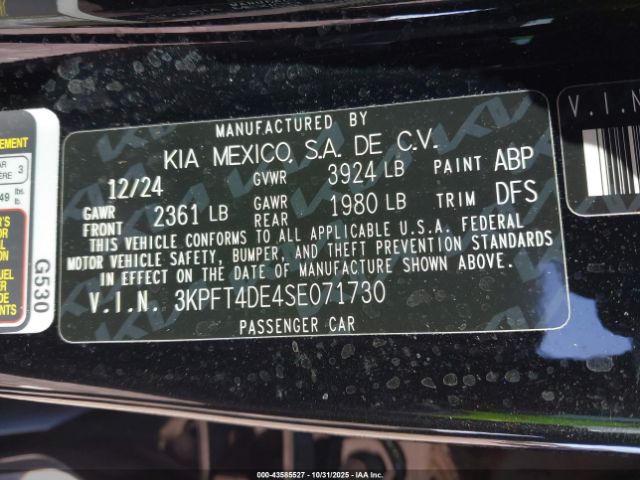 MANUFACTURED BY
KIA MEXICO, S.A. DE C.V.
12/24 GVWR 3924 LB PAINT ABP
GAWR FRONT 2361 LB GAWR REAR 1980 LB TRIM DFS
THIS VEHICLE CONFORMS TO ALL APPLICABLE U.S.A. FEDERAL
MOTOR VEHICLE SAFETY, BUMPER, AND THEFT PREVENTION STANDARDS
IN EFFECT ON THE DATE OF MANUFACTURE SHOWN ABOVE.
V.I.N. 3KPFT4DE4SE071730
PASSENGER CAR
V.I.N
G530
3
lbs.
000-43585527 10/31/2025 IAA, Inc.